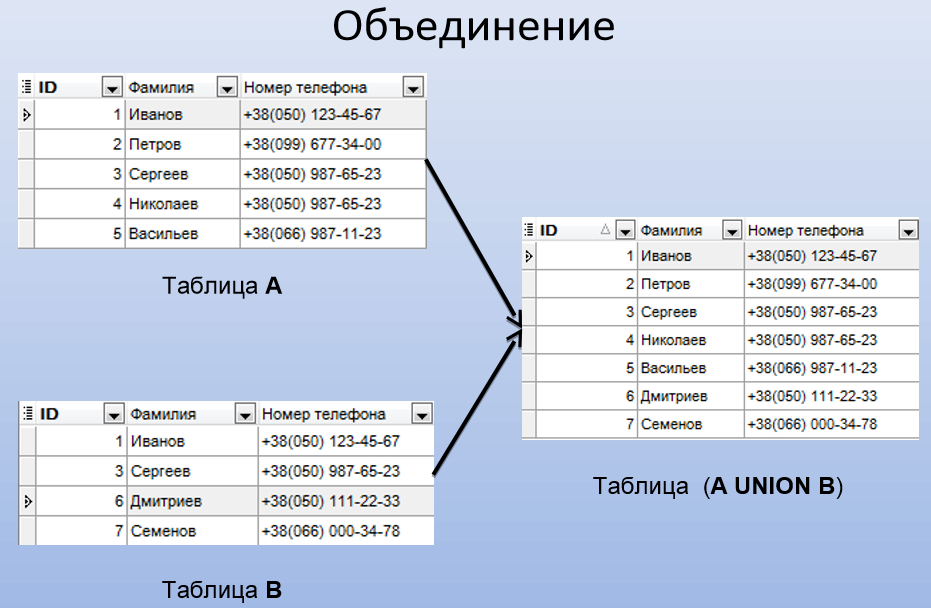 Объединение
ID Фамилия Номер телефона
1 Иванов +38(050) 123-45-67
2 Петров +38(099) 677-34-00
3 Сергеев +38(050) 987-65-23
4 Николаев +38(050) 987-65-23
5 Васильев +38(066) 987-11-23
Таблица A
ID Фамилия Номер телефона
1 Иванов +38(050) 123-45-67
3 Сергеев +38(050) 987-65-23
6 Дмитриев +38(050) 111-22-33
7 Семенов +38(066) 000-34-78
Таблица B
ID Фамилия Номер телефона
1 Иванов +38(050) 123-45-67
2 Петров +38(099) 677-34-00
3 Сергеев +38(050) 987-65-23
4 Николаев +38(050) 987-65-23
5 Васильев +38(066) 987-11-23
6 Дмитриев +38(050) 111-22-33
7 Семенов +38(066) 000-34-78
Таблица (A UNION B)